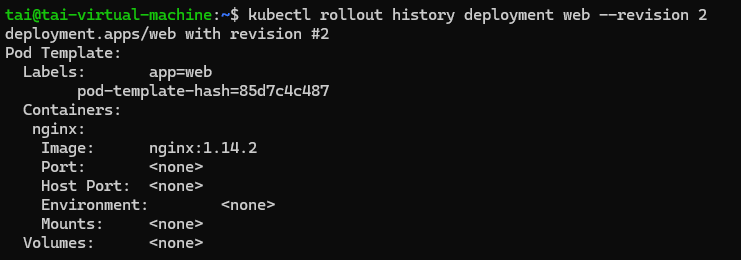 tai@tai-virtual-machine:~$ kubectl rollout history deployment web --revision 2
deployment.apps/web with revision #2
Pod Template:
  Labels:       app=web
        pod-template-hash=85d7c4c487
  Containers:
   nginx:
    Image:      nginx:1.14.2
    Port:       <none>
    Host Port:  <none>
    Environment:        <none>
    Mounts:     <none>
  Volumes:      <none>